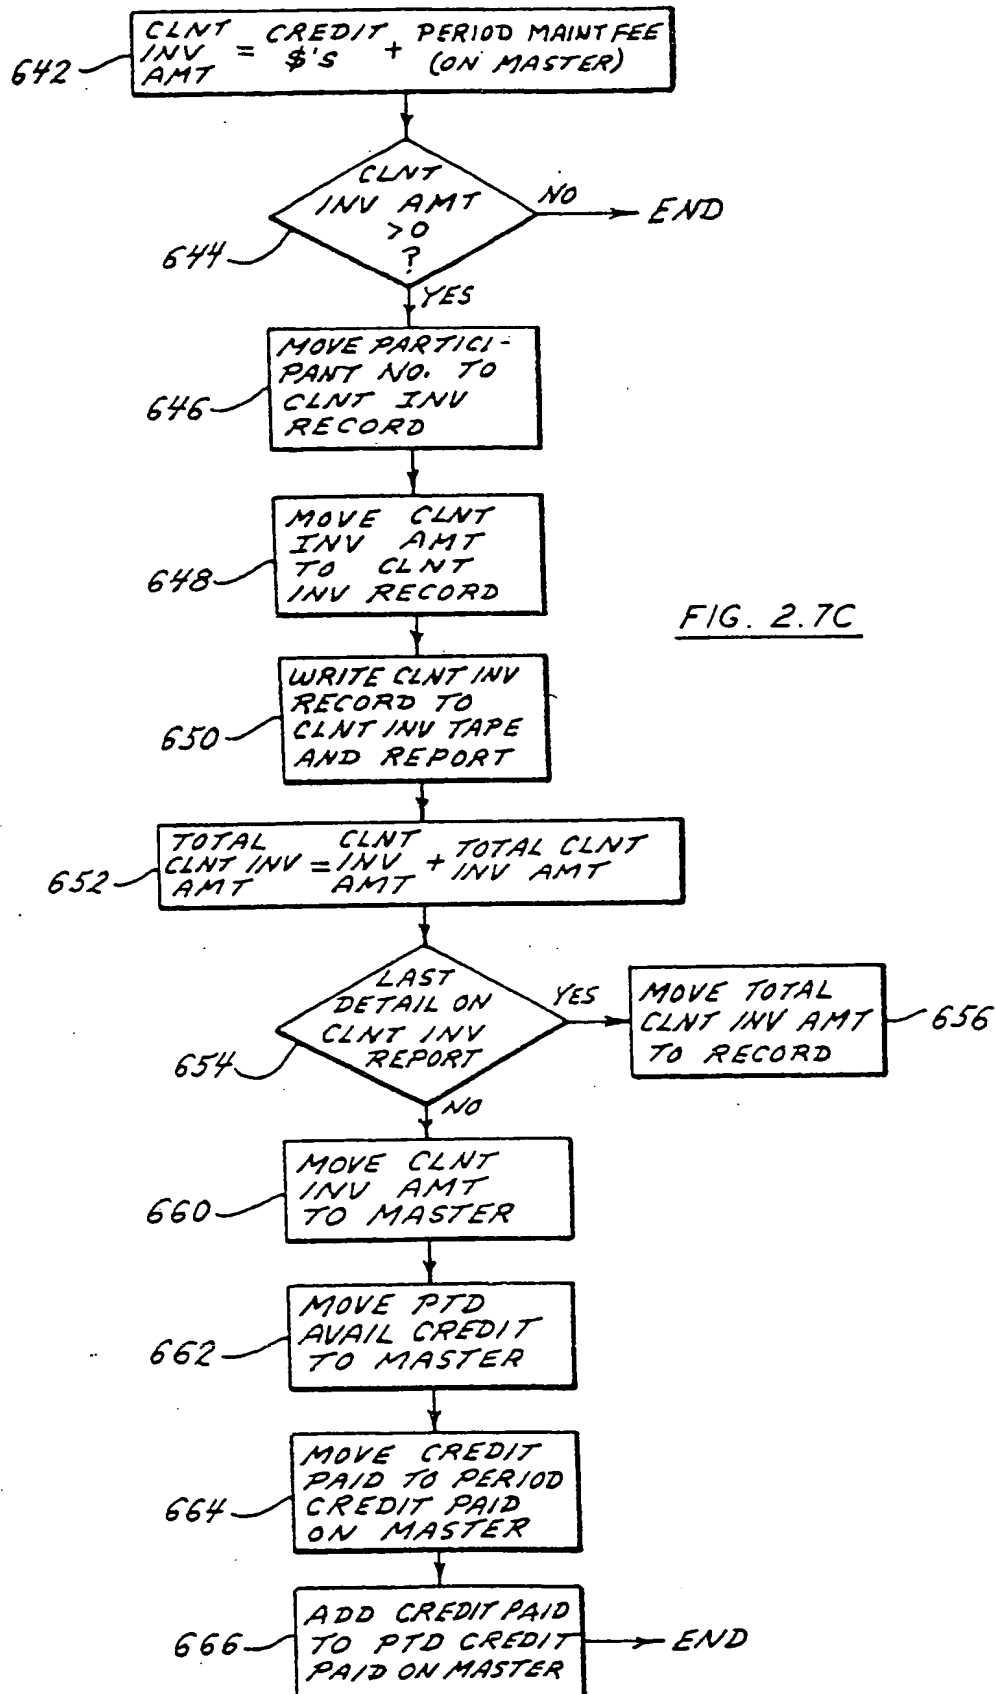 CLNT
INV
AMT
=
CREDIT
$'S
+
PERIOD MAINT FEE
(ON MASTER)
642
CLNT
INV AMT
>0
?
NO
END
644
YES
MOVE PARTICI-
PANT NO. TO
CLNT INV
RECORD
646
MOVE CLNT
INV AMT
TO CLNT
INV RECORD
648
FIG. 2.7C
WRITE CLNT INV
RECORD TO
CLNT INV TAPE
AND REPORT
650
TOTAL
CLNT INV
AMT
=
CLNT
INV
AMT
+
TOTAL CLNT
INV AMT
652
LAST
DETAIL ON
CLNT INV
REPORT
654
YES
MOVE TOTAL
CLNT INV AMT
TO RECORD
656
NO
MOVE CLNT
INV AMT
TO MASTER
660
MOVE PTD
AVAIL CREDIT
TO MASTER
662
MOVE CREDIT
PAID TO PERIOD
CREDIT PAID
ON MASTER
664
ADD CREDIT PAID
TO PTD CREDIT
PAID ON MASTER
666
END